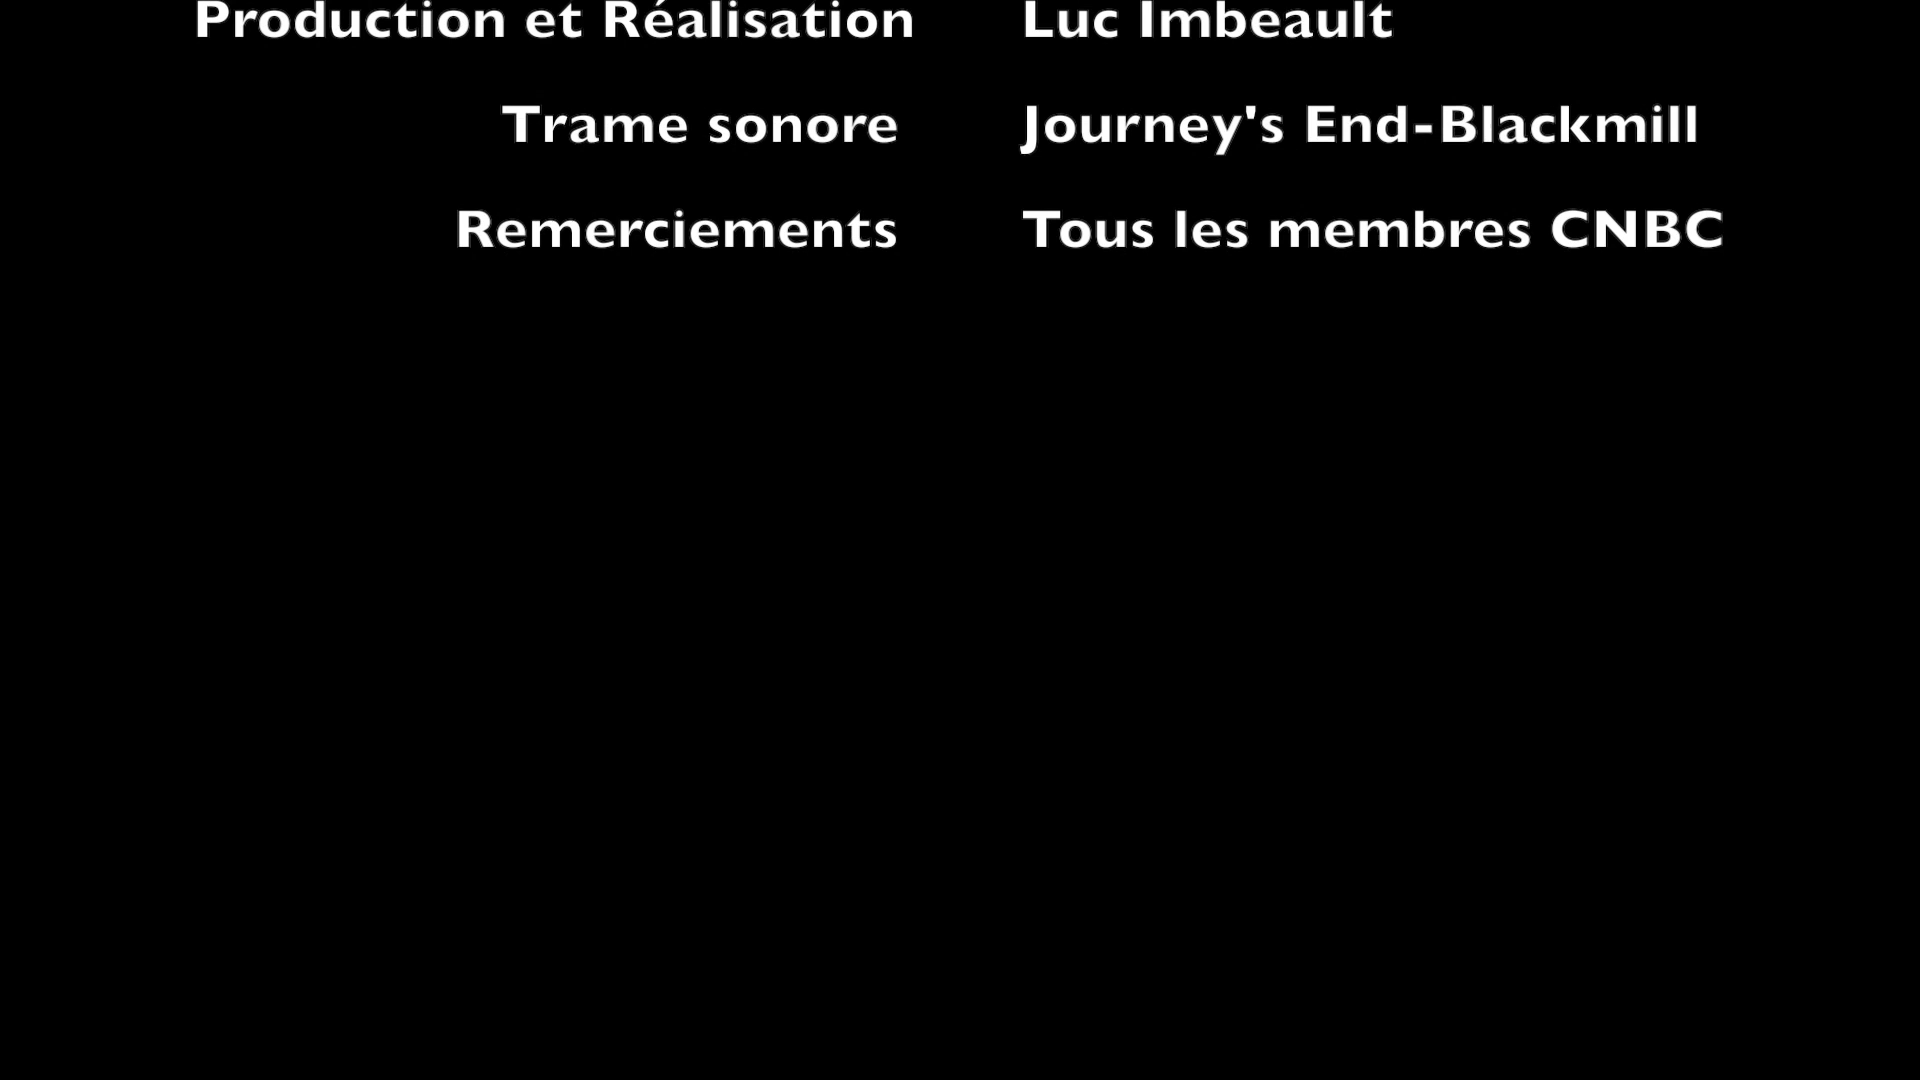 Production et Réalisation Luc Imbeault
Trame sonore Journey's End-Blackmill
Remerciements Tous les membres CNBC